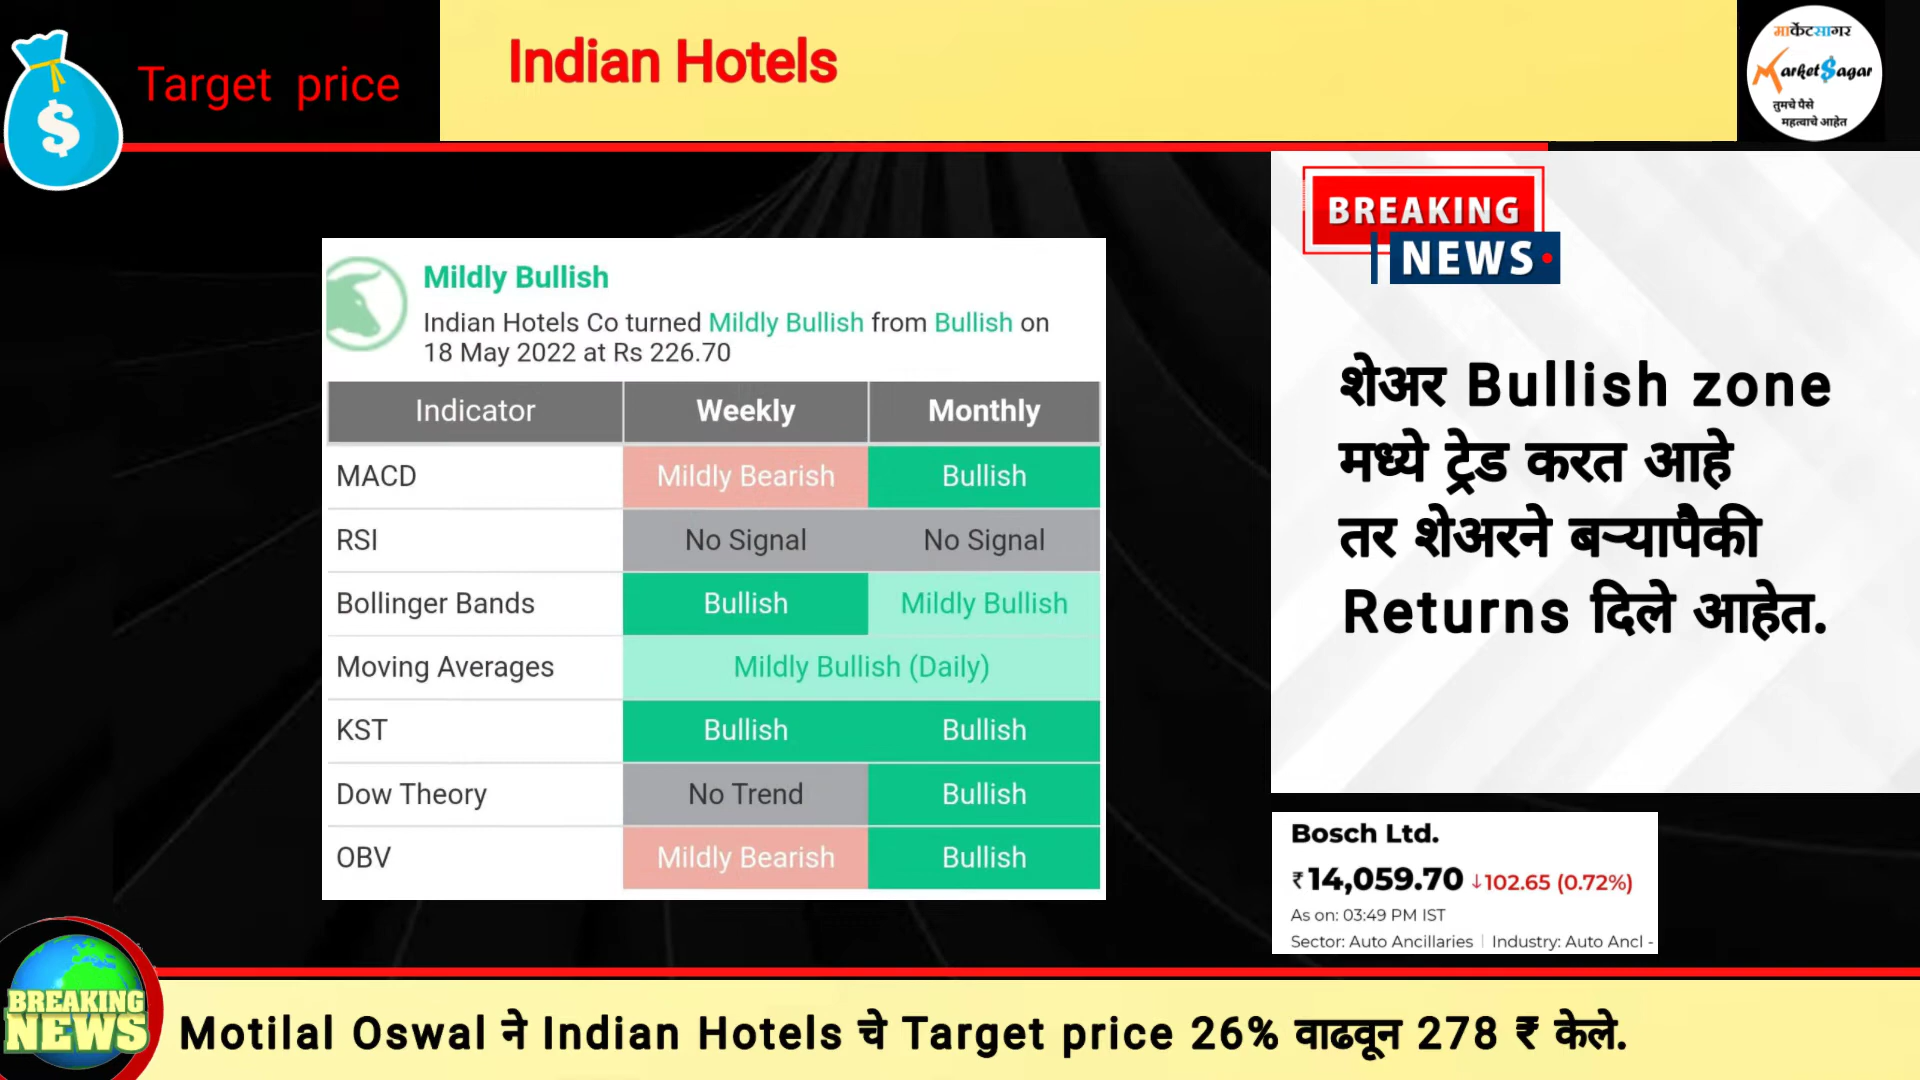 Target price
Indian Hotels
मार्केटसागर
Market$agar
तुमचे पैसे
महत्वाचे आहेत
$
BREAKING
NEWS
Mildly Bullish
Indian Hotels Co turned Mildly Bullish from Bullish on
18 May 2022 at Rs 226.70
Indicator Weekly Monthly
MACD Mildly Bearish Bullish
RSI No Signal No Signal
Bollinger Bands Bullish Mildly Bullish
Moving Averages Mildly Bullish (Daily)
KST Bullish Bullish
Dow Theory No Trend Bullish
OBV Mildly Bearish Bullish
शेअर Bullish zone
मध्ये ट्रेड करत आहे
तर शेअरने बऱ्यापैकी
Returns दिले आहेत.
Bosch Ltd.
₹14,059.70 ↓102.65 (0.72%)
As on: 03:49 PM IST
Sector: Auto Ancillaries | Industry: Auto Ancl -
BREAKING
NEWS
Motilal Oswal ने Indian Hotels चे Target price 26% वाढवून 278 ₹ केले.